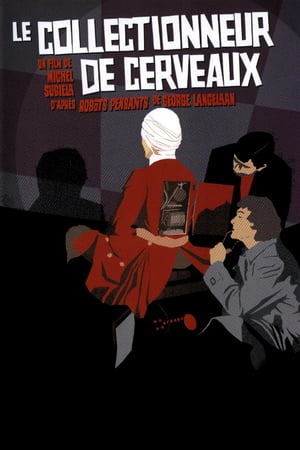 LE COLLECTIONNEUR
DE CERVEAUX
UN FILM DE
MICHEL
SUBIELA
D'APRÈS ROBOTS PENSANTS DE GEORGE LANGELAAN